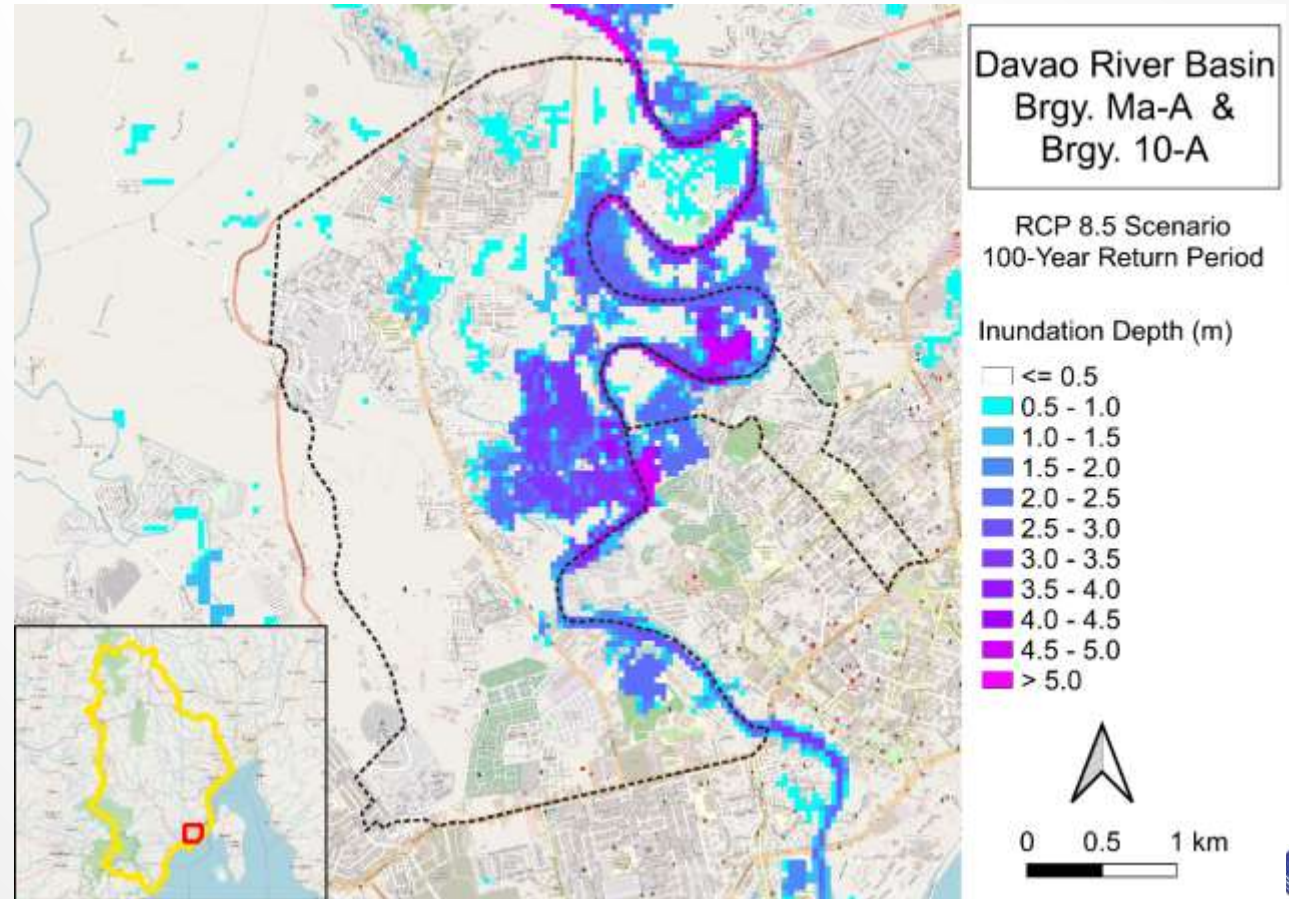 Davao River Basin
Brgy. Ma-A &
Brgy. 10-A
RCP 8.5 Scenario
100-Year Return Period
Inundation Depth (m)
<= 0.5
0.5 - 1.0
1.0 - 1.5
1.5 - 2.0
2.0 - 2.5
2.5 - 3.0
3.0 - 3.5
3.5 - 4.0
4.0 - 4.5
4.5 - 5.0
> 5.0
0 0.5 1 km